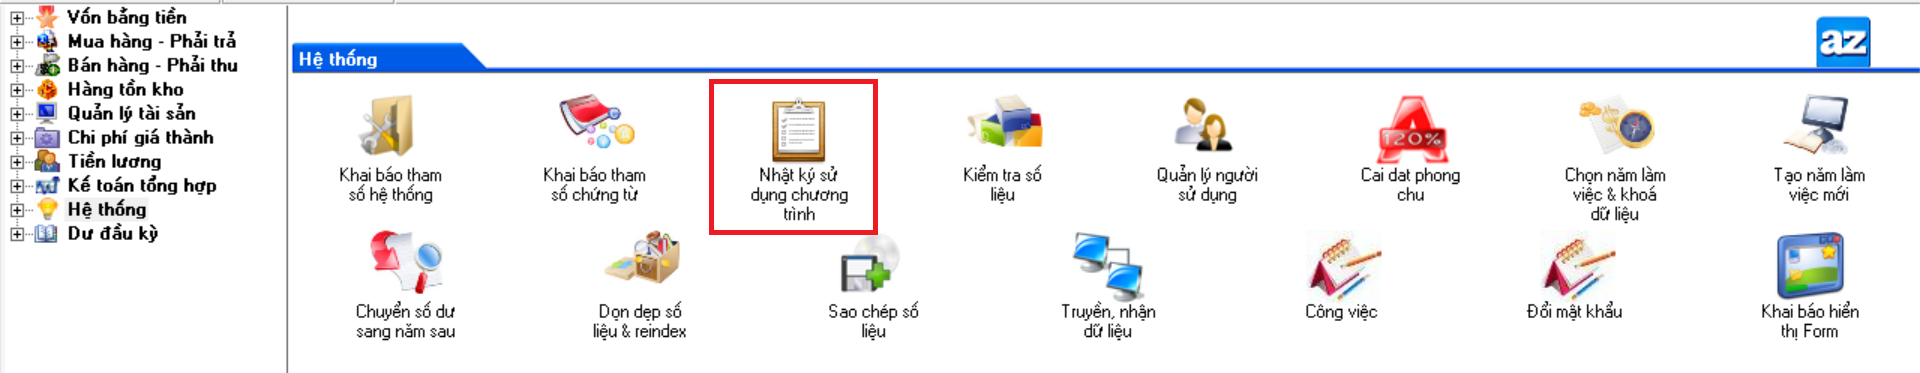 Vốn bằng tiền
Mua hàng - Phải trả
Bán hàng - Phải thu
Hàng tồn kho
Quản lý tài sản
Chi phí giá thành
Tiền lương
Kế toán tổng hợp
Hệ thống
Dư đầu kỳ
Hệ thống
az
Khai báo tham
số hệ thống
Khai báo tham
số chứng từ
Nhật ký sử
dụng chương
trình
Kiểm tra số
liệu
Quản lý người
sử dụng
120%
Cai dat phong
chu
Chọn năm làm
việc & khoá
dữ liệu
Tạo năm làm
việc mới
Chuyển số dư
sang năm sau
Dọn dẹp số
liệu & reindex
Sao chép số
liệu
Truyền, nhận
dữ liệu
Công việc
Đổi mật khẩu
Khai báo hiển
thị Form